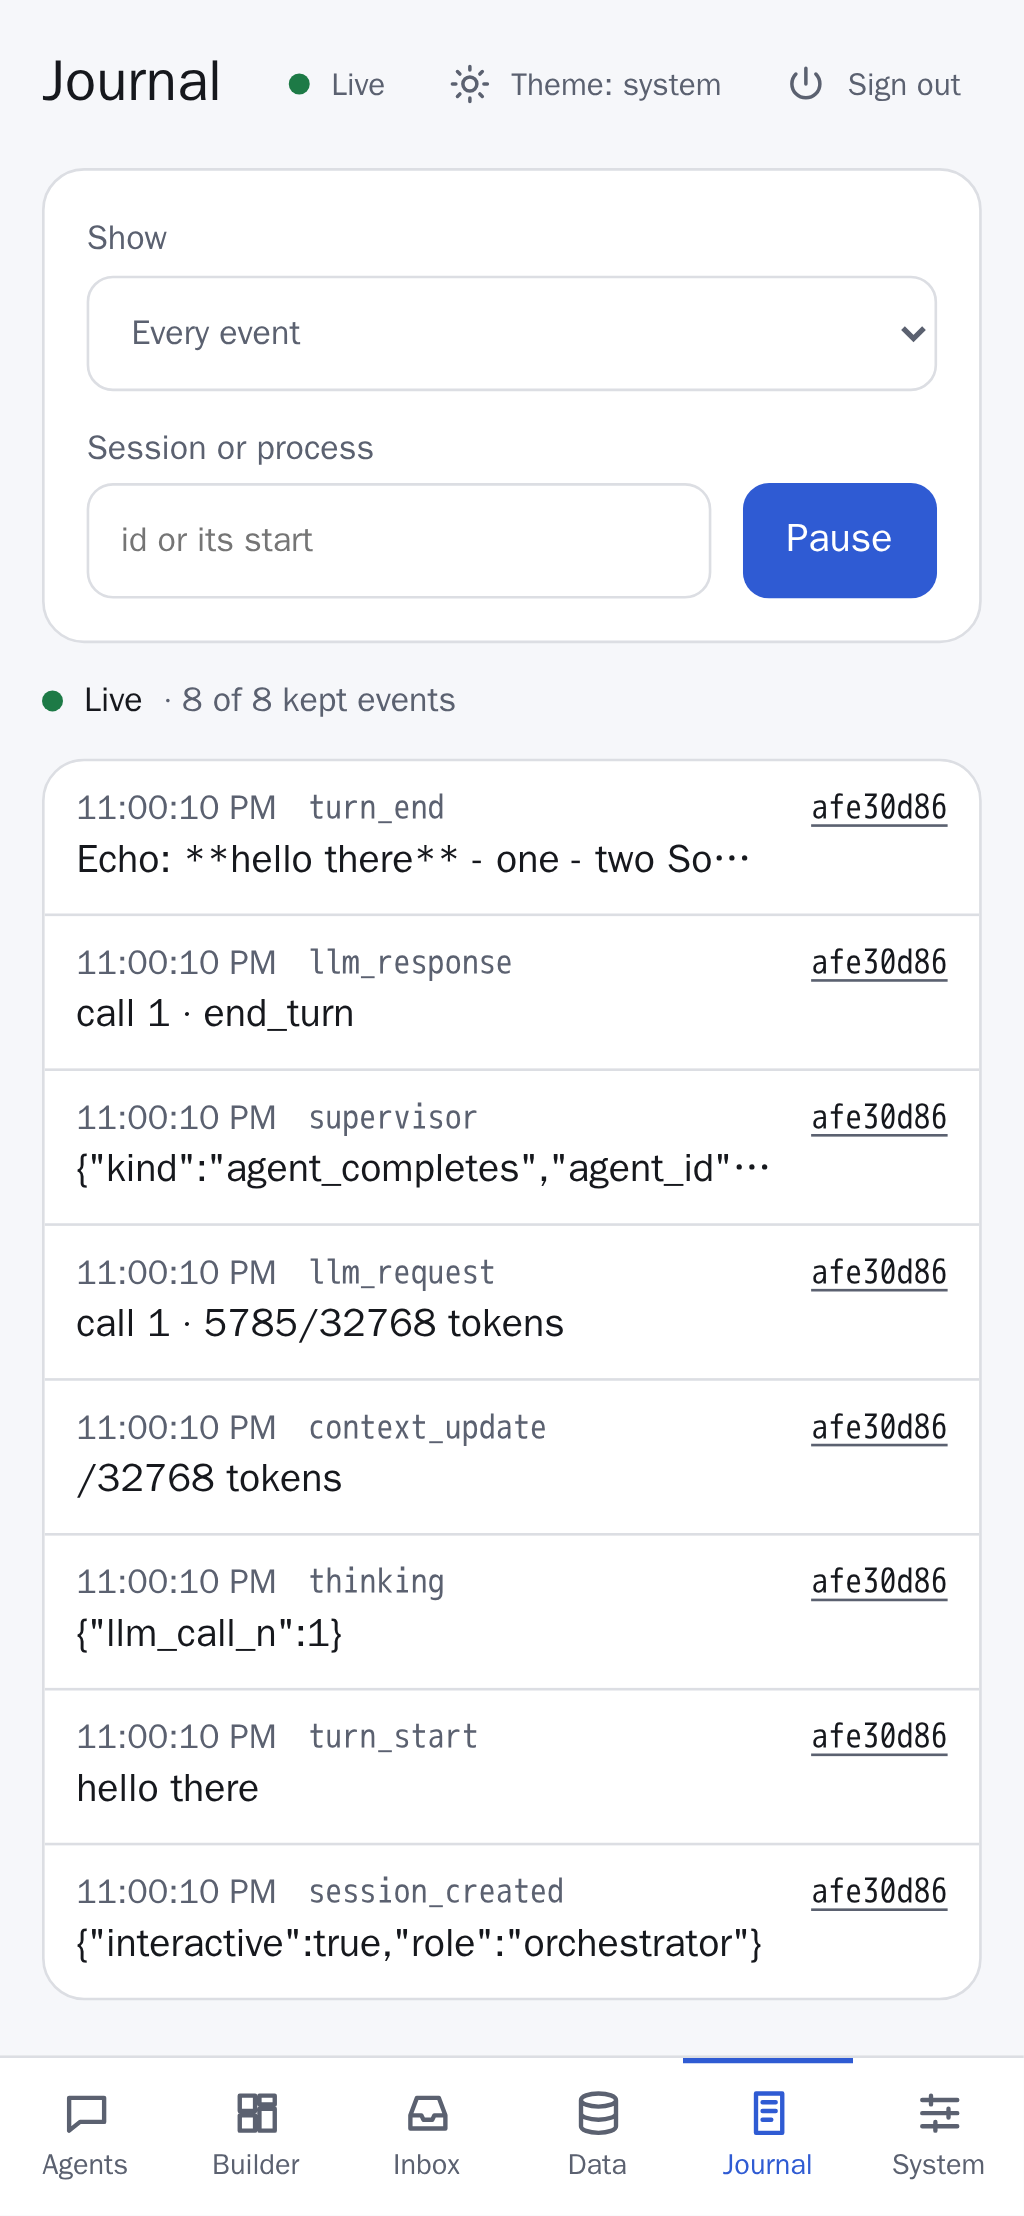 Journal Live Theme: system Sign out
Show
Every event
Session or process
id or its start Pause
Live · 8 of 8 kept events
11:00:10 PM turn_end afe30d86
Echo: **hello there** - one - two So…
11:00:10 PM llm_response afe30d86
call 1 · end_turn
11:00:10 PM supervisor afe30d86
{"kind":"agent_completes","agent_id"…
11:00:10 PM llm_request afe30d86
call 1 · 5785/32768 tokens
11:00:10 PM context_update afe30d86
/32768 tokens
11:00:10 PM thinking afe30d86
{"llm_call_n":1}
11:00:10 PM turn_start afe30d86
hello there
11:00:10 PM session_created afe30d86
{"interactive":true,"role":"orchestrator"}
Agents Builder Inbox Data Journal System